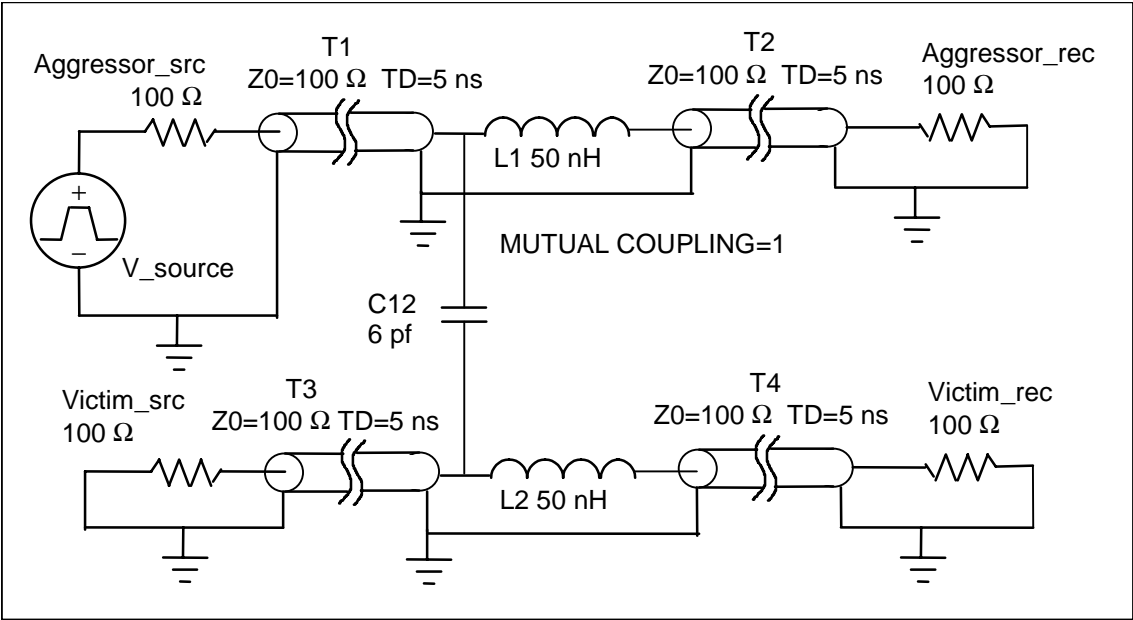 T1
Z0=100 Ω TD=5 ns
T2
Z0=100 Ω TD=5 ns
Aggressor_src
100 Ω
Aggressor_rec
100 Ω
L1 50 nH
+
−
V_source
MUTUAL COUPLING=1
C12
6 pf
Victim_src
100 Ω
T3
Z0=100 Ω TD=5 ns
T4
Z0=100 Ω TD=5 ns
Victim_rec
100 Ω
L2 50 nH